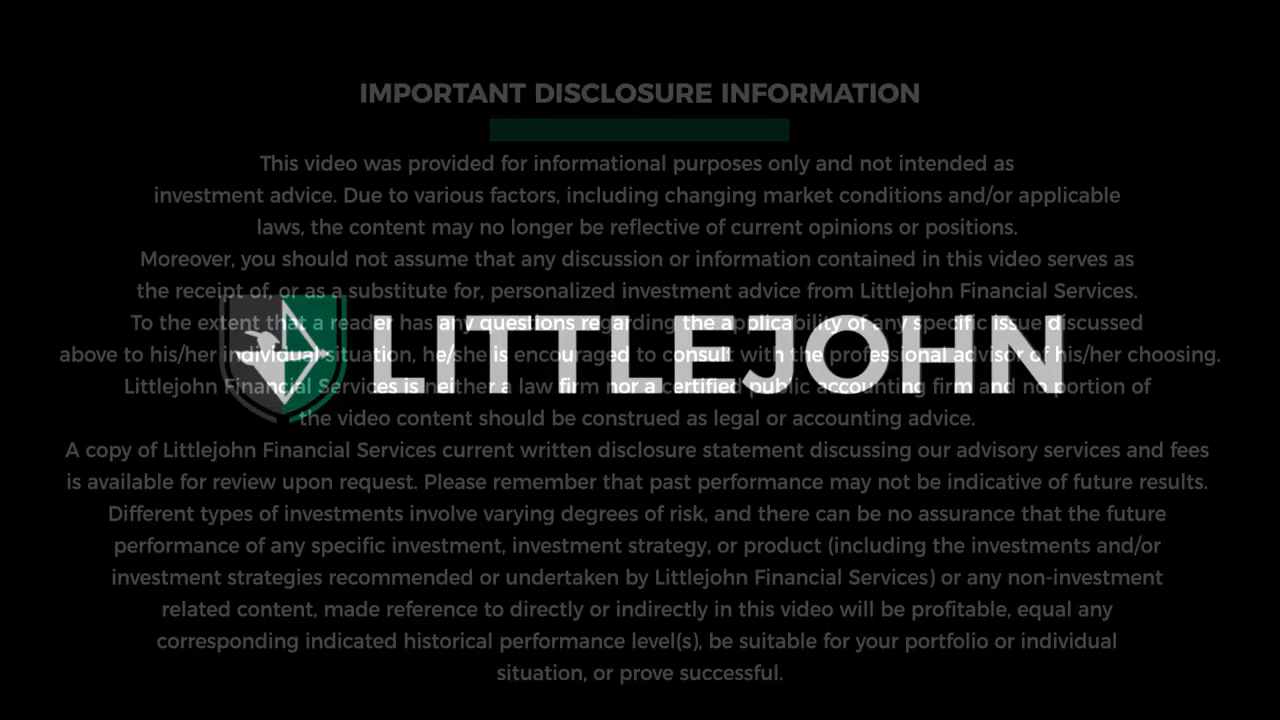 IMPORTANT DISCLOSURE INFORMATION
This video was provided for informational purposes only and not intended as
investment advice. Due to various factors, including changing market conditions and/or applicable
laws, the content may no longer be reflective of current opinions or positions.
Moreover, you should not assume that any discussion or information contained in this video serves as
the receipt of, or as a substitute for, personalized investment advice from Littlejohn Financial Services.
LITTLEJOHN
To the extent that a reader has any questions regarding the applicability of any specific issue discussed
above to his/her individual situation, he/she is encouraged to consult with the professional advisor of his/her choosing.
Littlejohn Financial Services is neither a law firm nor a certified public accounting firm and no portion of
the video content should be construed as legal or accounting advice.
A copy of Littlejohn Financial Services current written disclosure statement discussing our advisory services and fees
is available for review upon request. Please remember that past performance may not be indicative of future results.
Different types of investments involve varying degrees of risk, and there can be no assurance that the future
performance of any specific investment, investment strategy, or product (including the investments and/or
investment strategies recommended or undertaken by Littlejohn Financial Services) or any non-investment
related content, made reference to directly or indirectly in this video will be profitable, equal any
corresponding indicated historical performance level(s), be suitable for your portfolio or individual
situation, or prove successful.